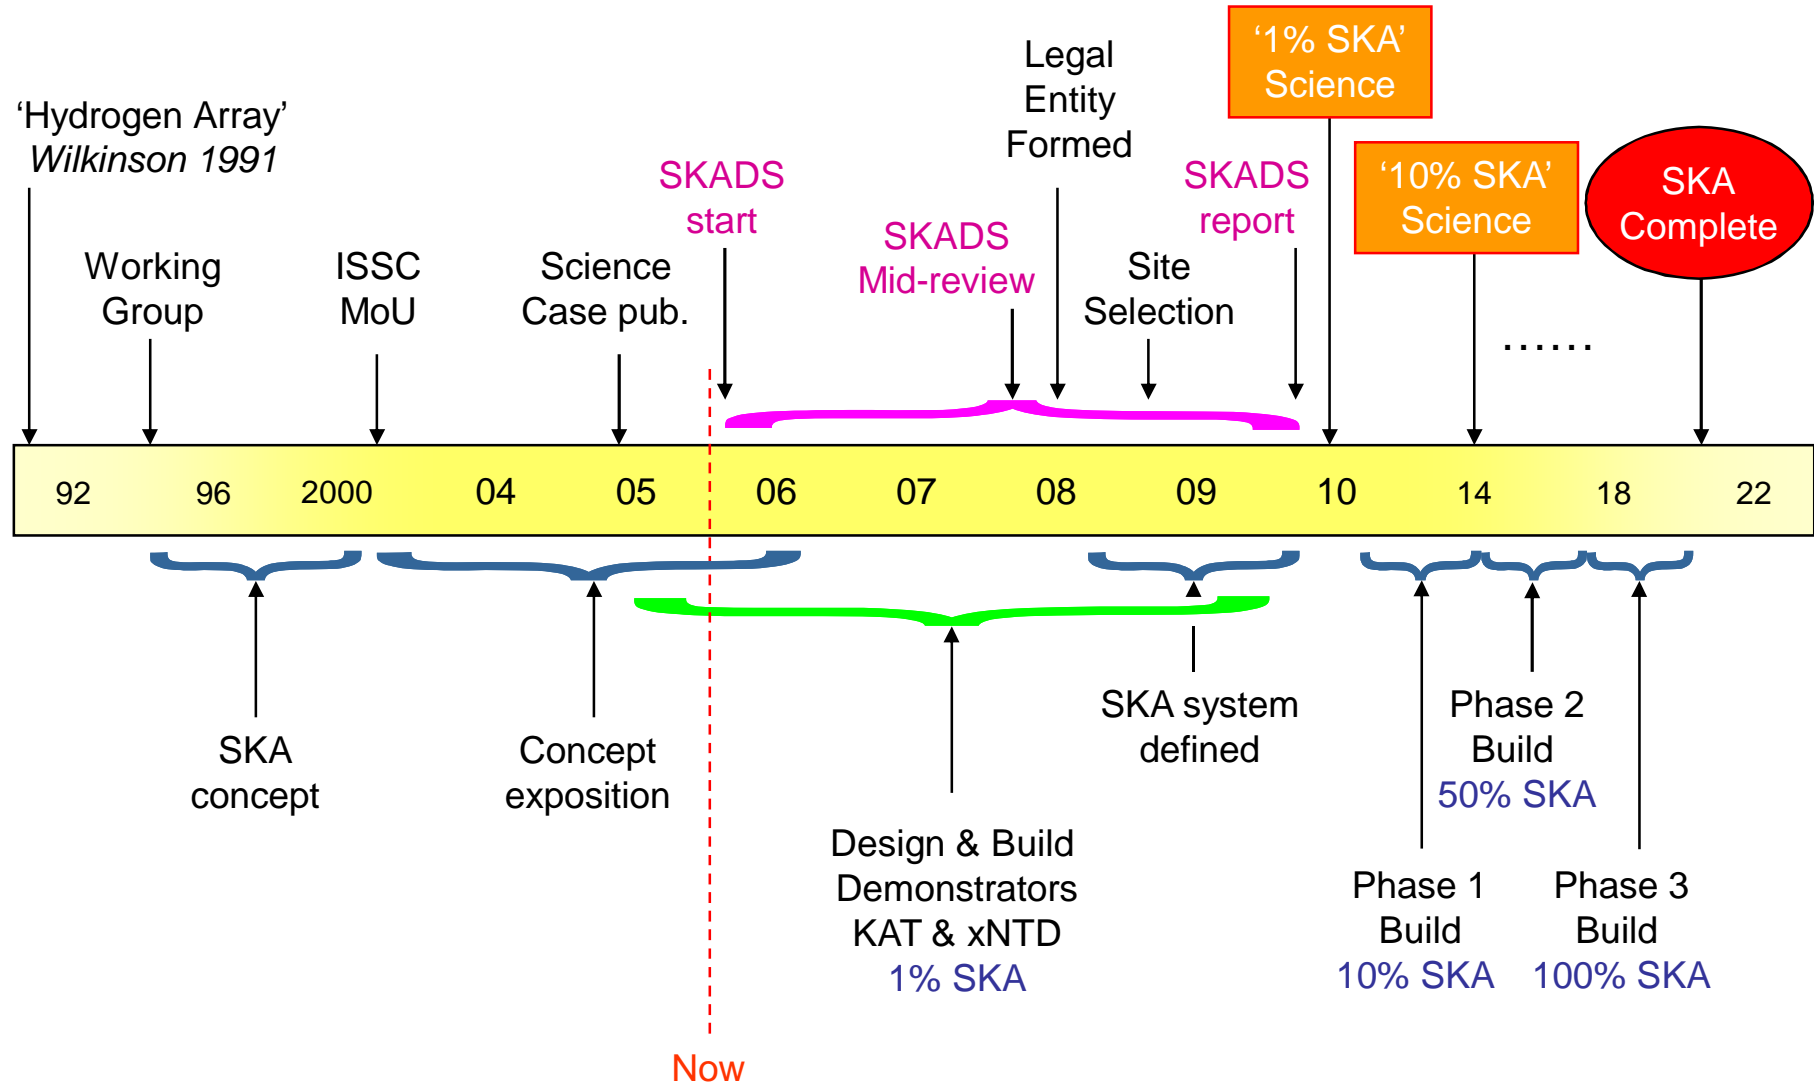 ‘Hydrogen Array’
Wilkinson 1991
Working
Group
ISSC
MoU
Science
Case pub.
SKADS
start
SKADS
Mid-review
Legal
Entity
Formed
Site
Selection
SKADS
report
‘1% SKA’
Science
‘10% SKA’
Science
SKA
Complete
......
92 96 2000 04 05 06 07 08 09 10 14 18 22
SKA
concept
Concept
exposition
Design & Build
Demonstrators
KAT & xNTD
1% SKA
SKA system
defined
Phase 1
Build
10% SKA
Phase 2
Build
50% SKA
Phase 3
Build
100% SKA
Now